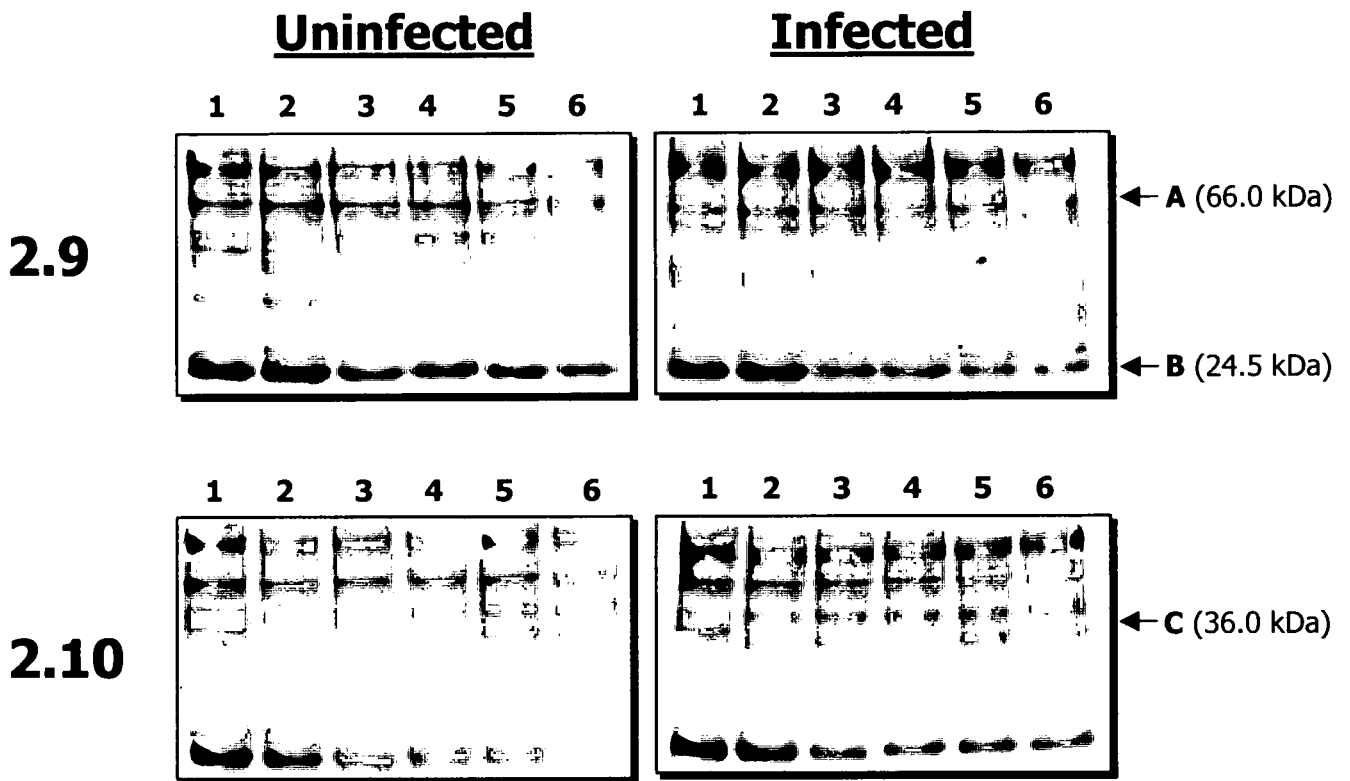 Uninfected Infected
1 2 3 4 5 6 1 2 3 4 5 6
2.9
A (66.0 kDa)
B (24.5 kDa)
1 2 3 4 5 6 1 2 3 4 5 6
2.10
C (36.0 kDa)